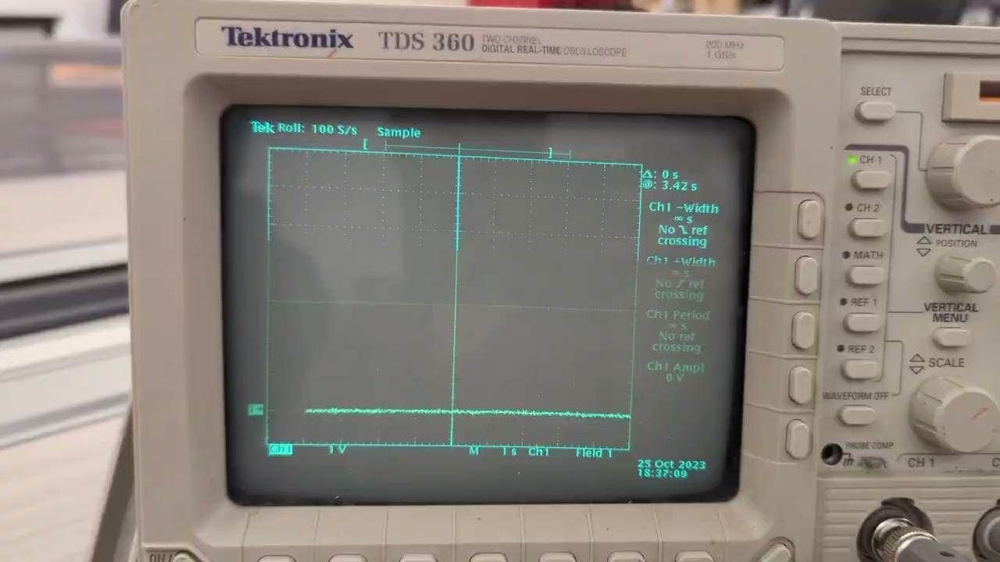 Tektronix TDS 360 TWO CHANNEL DIGITAL REAL-TIME OSCILLOSCOPE
200 MHz
1 GS/s
Tek Roll: 100 S/s Sample
Δ: 0 s
@: 3.42 s
Ch1 -Width
∞ s
No ref
crossing
Ch1 +Width
∞ s
No ref
crossing
Ch1 Period
∞ s
No ref
crossing
Ch1 Ampl
0 V
Ch1 1 V M 1 s Ch1 Field 1
25 Oct 2023
18:37:09
SELECT
CH 1
CH 2
VERTICAL
POSITION
MATH
REF 1
VERTICAL
MENU
REF 2
SCALE
WAVEFORM OFF
PROBE COMP
CH 1
ON/